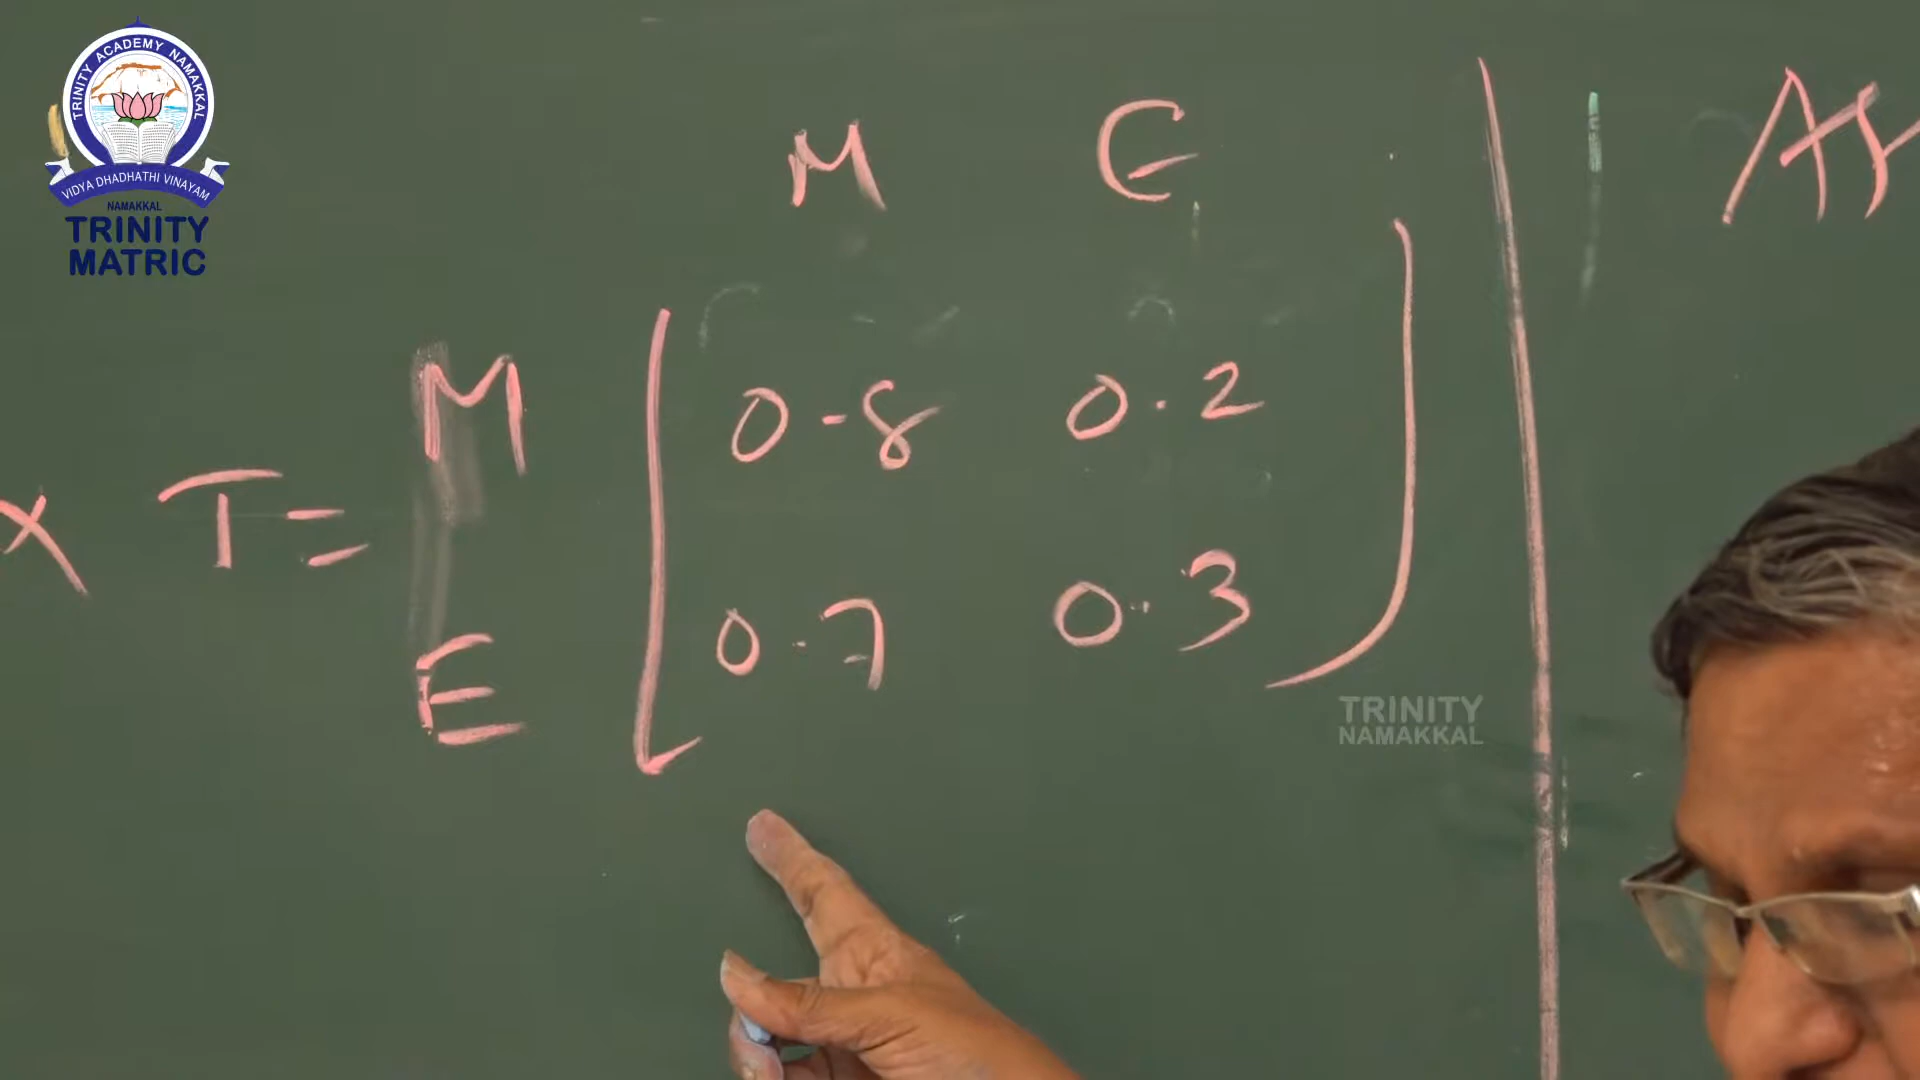 TRINITY ACADEMY NAMAKKAL
VIDYA DHADHATHI VINAYAM
NAMAKKAL
TRINITY
MATRIC
M E
M 0.8 0.2
x T =
E 0.7 0.3
TRINITY
NAMAKKAL